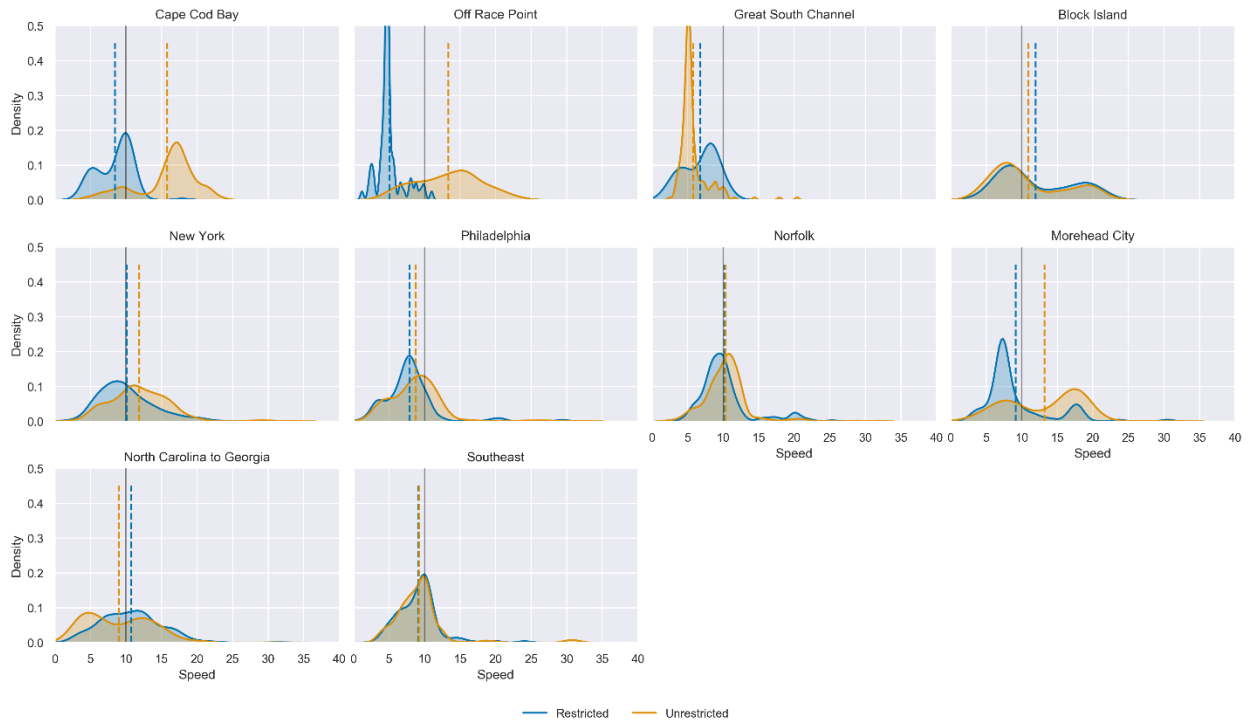 Cape Cod Bay
Off Race Point
Great South Channel
Block Island
0.5
0.4
0.3
0.2
0.1
0.0
Density
New York
Philadelphia
Norfolk
Morehead City
0.5
0.4
0.3
0.2
0.1
0.0
Density
0 5 10 15 20 25 30 35 40
Speed
0 5 10 15 20 25 30 35 40
Speed
North Carolina to Georgia
Southeast
0.5
0.4
0.3
0.2
0.1
0.0
Density
0 5 10 15 20 25 30 35 40
Speed
0 5 10 15 20 25 30 35 40
Speed
Restricted
Unrestricted